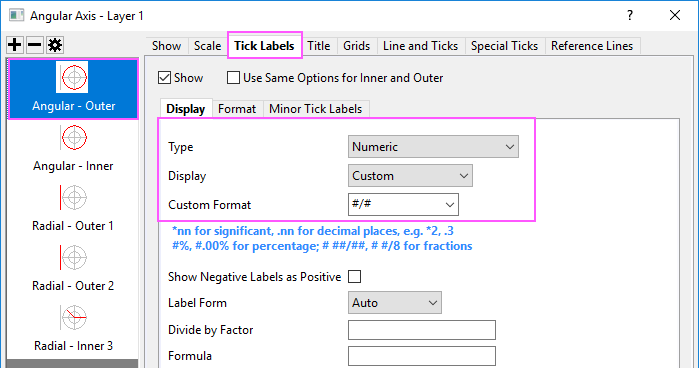 Angular Axis - Layer 1
Show Scale Tick Labels Title Grids Line and Ticks Special Ticks Reference Lines
Angular - Outer
Angular - Inner
Radial - Outer 1
Radial - Outer 2
Radial - Inner 3
Show Use Same Options for Inner and Outer
Display Format Minor Tick Labels
Type Numeric
Display Custom
Custom Format #/#
*nn for significant, .nn for decimal places, e.g. *2, .3
#%, #.00% for percentage; # ##/##, # #/8 for fractions
Show Negative Labels as Positive
Label Form Auto
Divide by Factor
Formula